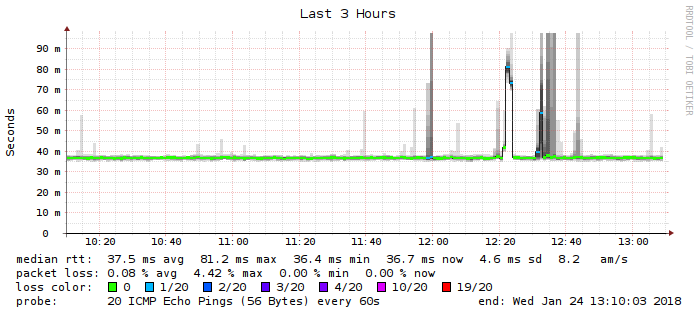 Last 3 Hours
RRDTOOL / TOBI OETIKER
Seconds
90 m
80 m
70 m
60 m
50 m
40 m
30 m
20 m
10 m
0
10:20 10:40 11:00 11:20 11:40 12:00 12:20 12:40 13:00
median rtt: 37.5 ms avg 81.2 ms max 36.4 ms min 36.7 ms now 4.6 ms sd 8.2 am/s
packet loss: 0.08 % avg 4.42 % max 0.00 % min 0.00 % now
loss color: 0 1/20 2/20 3/20 4/20 10/20 19/20
probe: 20 ICMP Echo Pings (56 Bytes) every 60s end: Wed Jan 24 13:10:03 2018